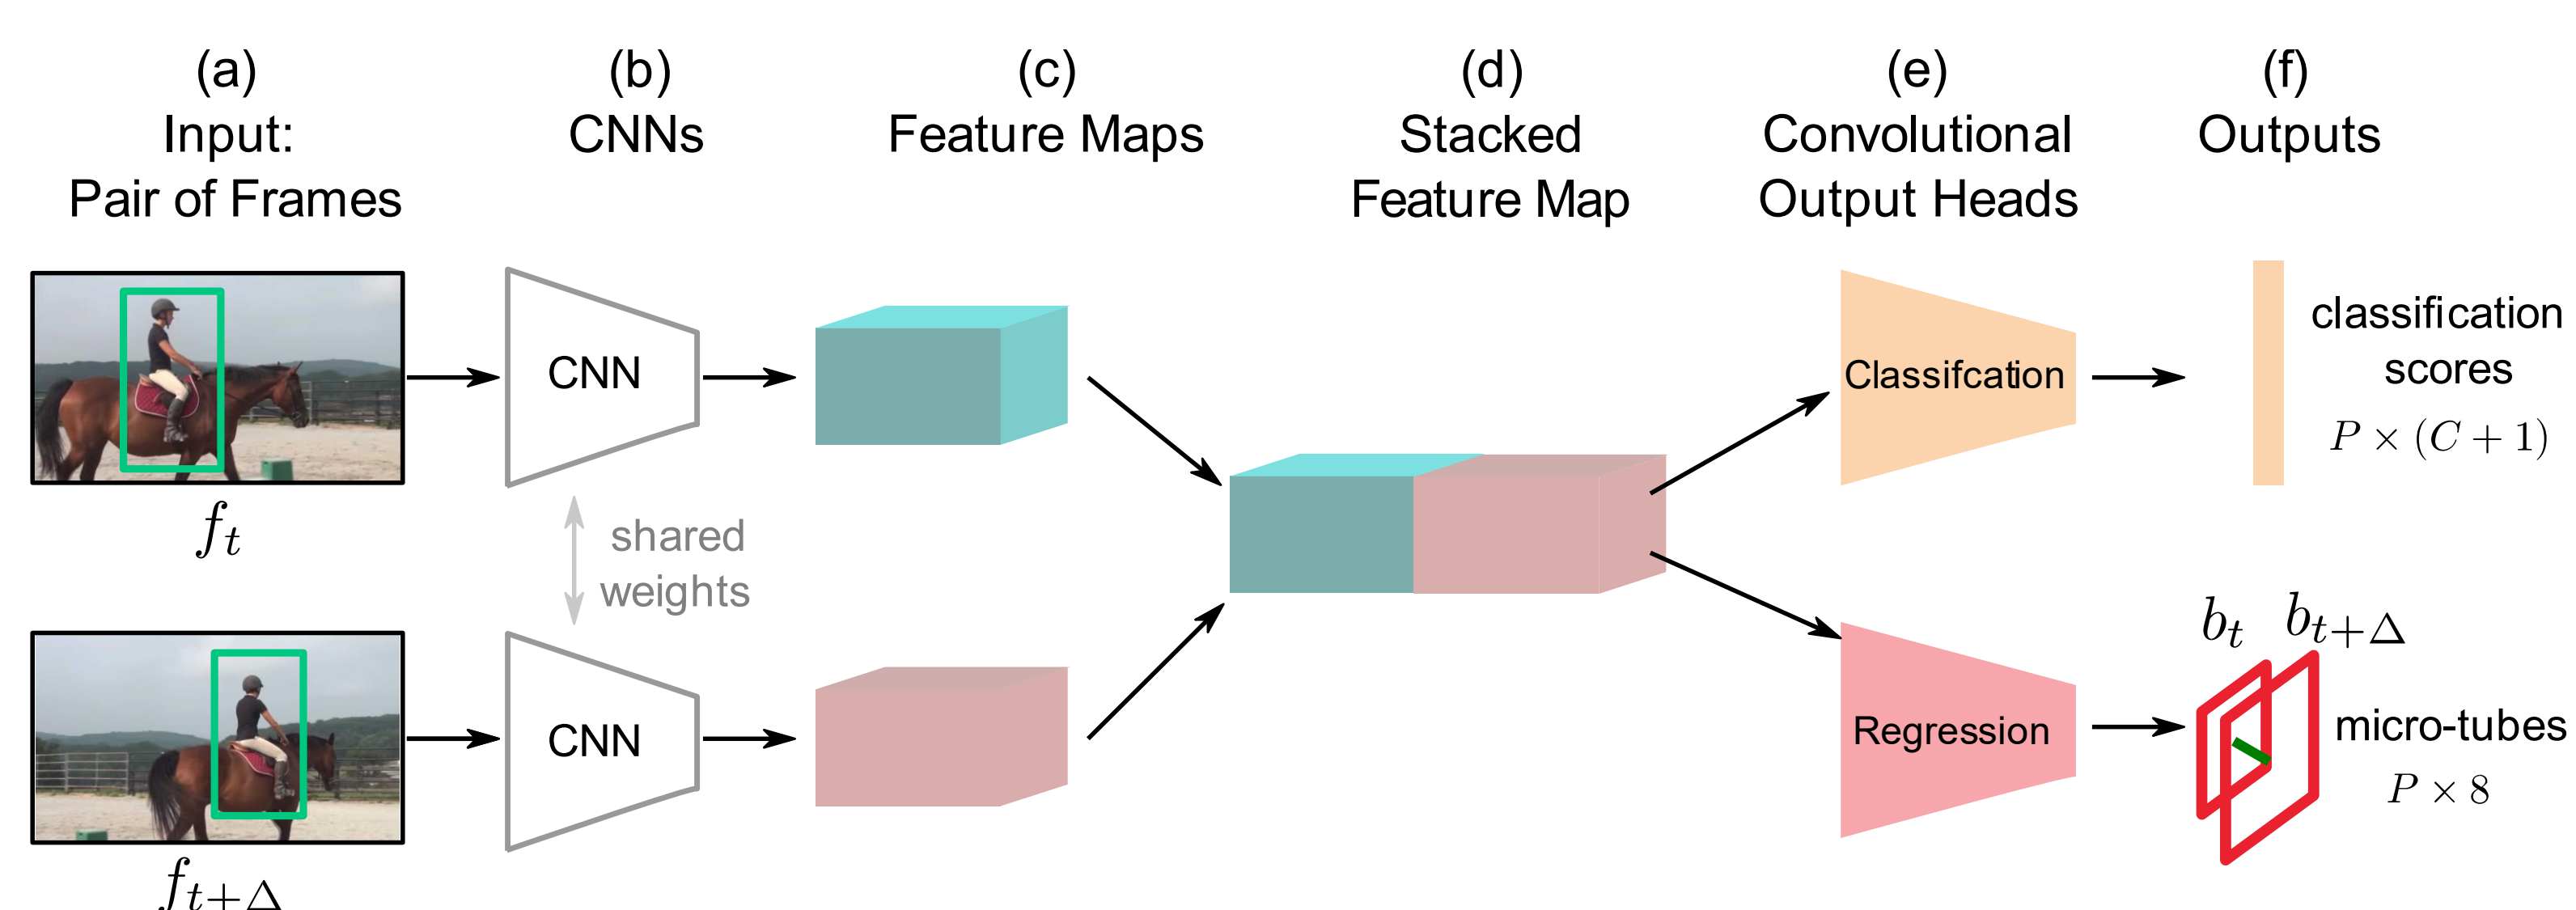 (a)
Input:
Pair of Frames
(b)
CNNs
(c)
Feature Maps
(d)
Stacked
Feature Map
(e)
Convolutional
Output Heads
(f)
Outputs
f_t
CNN
shared
weights
f_{t+Δ}
CNN
Classifcation
Regression
classification
scores
P × (C + 1)
b_t b_{t+Δ}
micro-tubes
P × 8